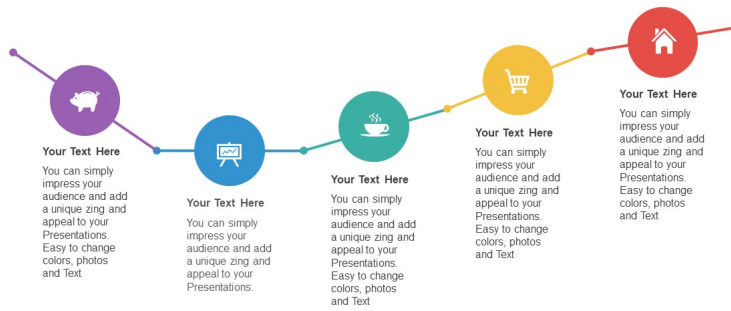 Your Text Here
You can simply
impress your
audience and add
a unique zing and
appeal to your
Presentations.
Easy to change
colors, photos
and Text
Your Text Here
You can simply
impress your
audience and add
a unique zing and
appeal to your
Presentations.
Your Text Here
You can simply
impress your
audience and add
a unique zing and
appeal to your
Presentations.
Easy to change
colors, photos
and Text
Your Text Here
You can simply
impress your
audience and add
a unique zing and
appeal to your
Presentations.
Easy to change
colors, photos
and Text
Your Text Here
You can simply
impress your
audience and add
a unique zing and
appeal to your
Presentations.
Easy to change
colors, photos
and Text